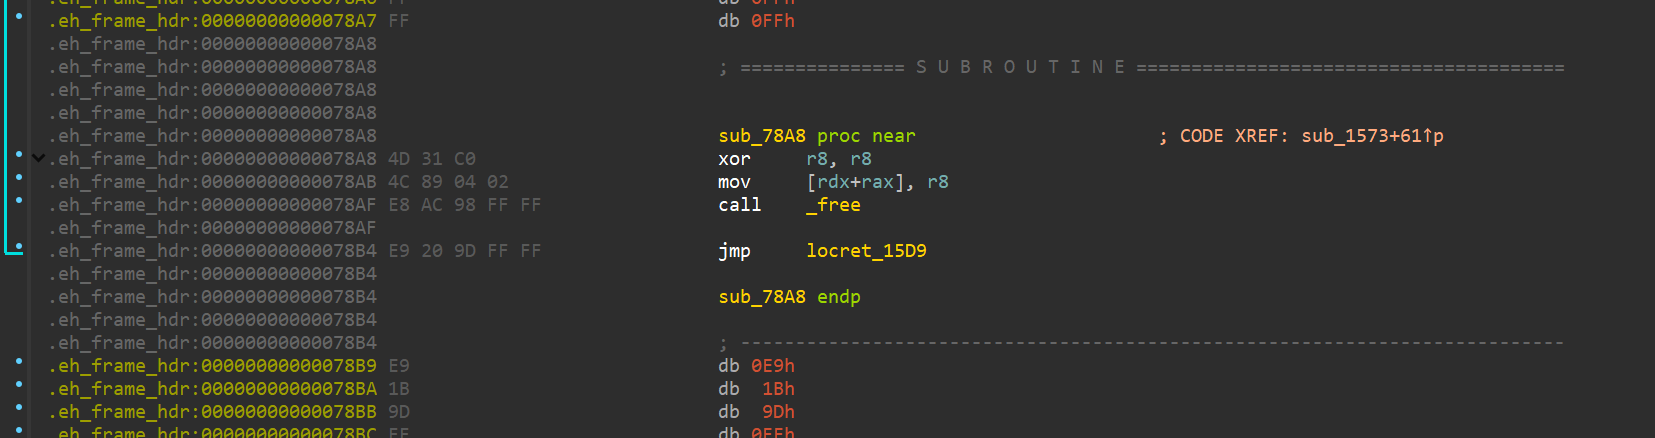 .eh_frame_hdr:00000000000078A6 FF db 0FFh
.eh_frame_hdr:00000000000078A7 FF db 0FFh
.eh_frame_hdr:00000000000078A8
.eh_frame_hdr:00000000000078A8 ; =============== S U B R O U T I N E =======================================
.eh_frame_hdr:00000000000078A8
.eh_frame_hdr:00000000000078A8
.eh_frame_hdr:00000000000078A8 sub_78A8 proc near ; CODE XREF: sub_1573+61↑p
.eh_frame_hdr:00000000000078A8 4D 31 C0 xor r8, r8
.eh_frame_hdr:00000000000078AB 4C 89 04 02 mov [rdx+rax], r8
.eh_frame_hdr:00000000000078AF E8 AC 98 FF FF call _free
.eh_frame_hdr:00000000000078AF
.eh_frame_hdr:00000000000078B4 E9 20 9D FF FF jmp locret_15D9
.eh_frame_hdr:00000000000078B4
.eh_frame_hdr:00000000000078B4 sub_78A8 endp
.eh_frame_hdr:00000000000078B4
.eh_frame_hdr:00000000000078B4 ; ---------------------------------------------------------------------------
.eh_frame_hdr:00000000000078B9 E9 db 0E9h
.eh_frame_hdr:00000000000078BA 1B db 1Bh
.eh_frame_hdr:00000000000078BB 9D db 9Dh
.eh_frame_hdr:00000000000078BC FF db 0FFh